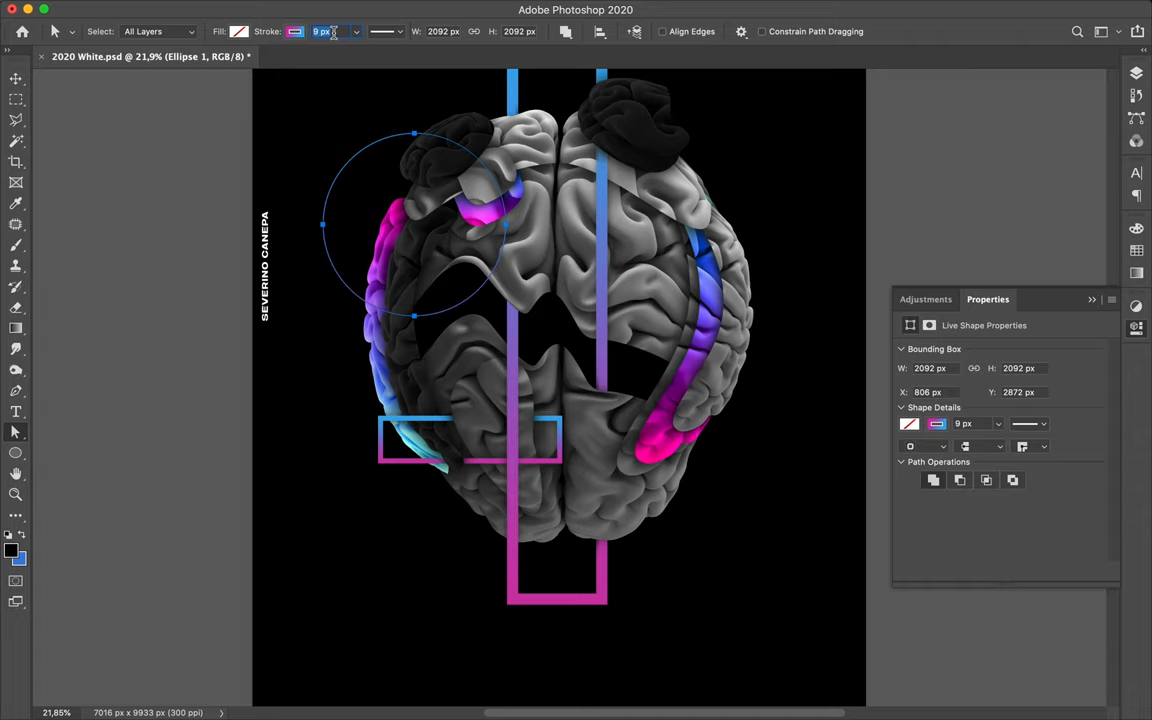 Adobe Photoshop 2020
Select: All Layers Fill: Stroke: 9 px W: 2092 px H: 2092 px Align Edges Constrain Path Dragging
2020 White.psd @ 21,9% (Ellipse 1, RGB/8) *
SEVERINO CANEPA
Adjustments Properties
Live Shape Properties
Bounding Box
W: 2092 px H: 2092 px
X: 806 px Y: 2872 px
Shape Details
9 px
Path Operations
21,85% 7016 px x 9933 px (300 ppi)